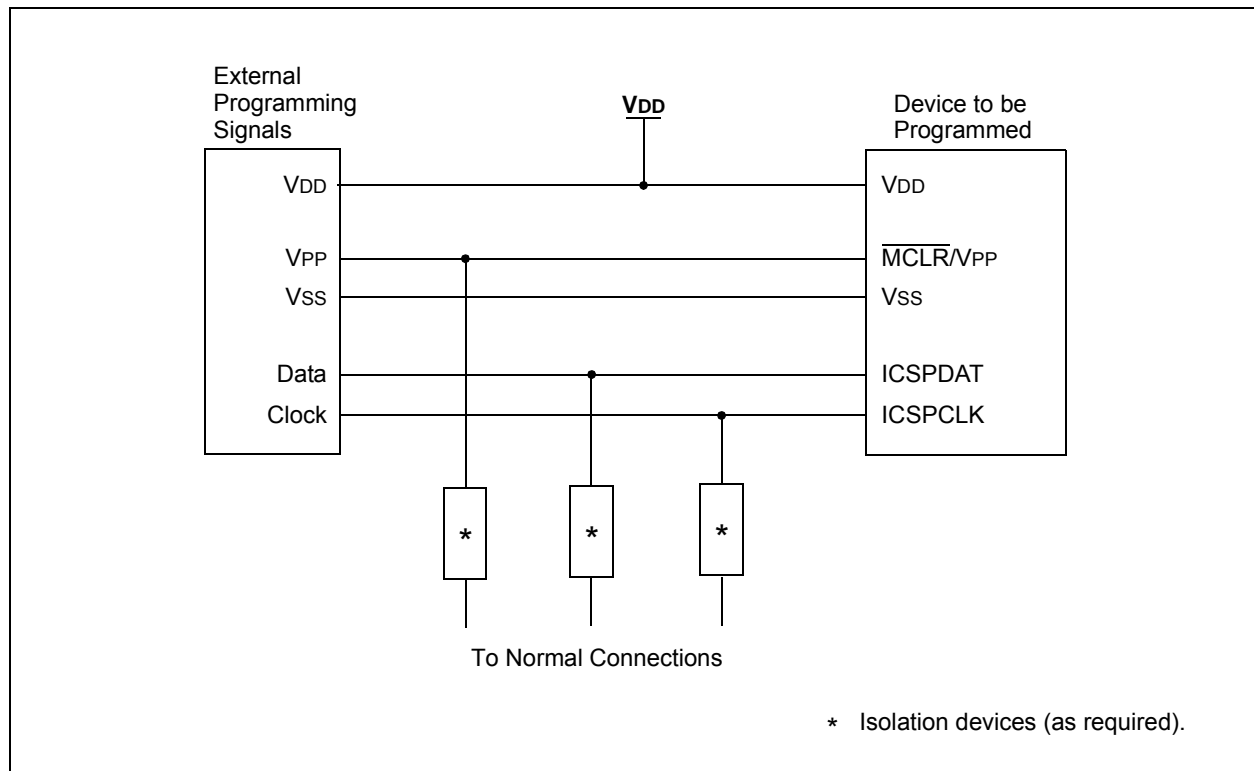 External
Programming
Signals
VDD
Device to be
Programmed
VDD
VPP
VSS
Data
Clock
VDD
MCLR/VPP
VSS
ICSPDAT
ICSPCLK
*
*
*
To Normal Connections
* Isolation devices (as required).